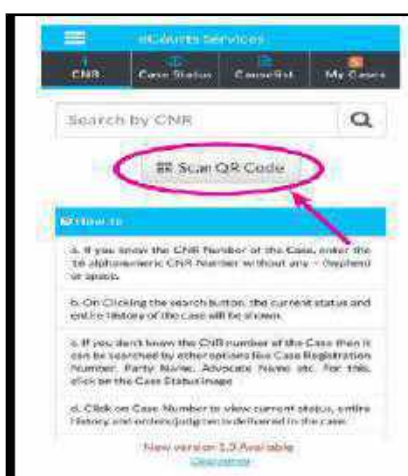 eCourts Services
CNR Case Status Cause List My Cases
Search by CNR
Scan QR Code
How to
a. If you know the CNR Number of the Case, enter the
16 alphanumeric CNR Number without any - (hyphen)
or space.
b. On Clicking the search button, the current status and
entire History of the case will be shown.
c. If you don't know the CNR number of the Case then it
can be searched by other options like Case Registration
Number, Party Name, Advocate Name etc. For this,
click on the Case Status Image
d. Click on Case Number to view current status, entire
History and orders/judgments delivered in the case.
New version 1.3 Available